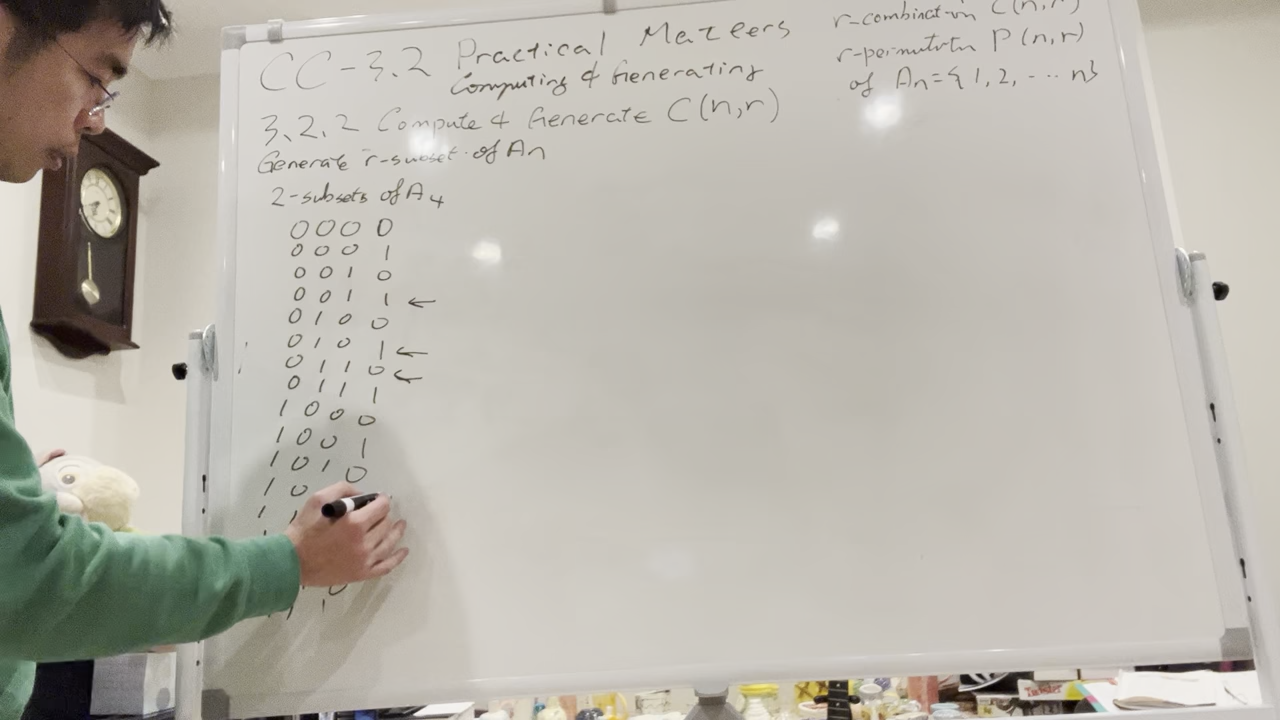 CC-3.2 Practical Matters
Computing & Generating
r-combination C(n,r)
r-permutatn P(n,r)
of An={1,2,...n}
3.2.2 Compute & Generate C(n,r)
Generate r-subset of An
2-subsets of A4
0 0 0 0
0 0 0 1
0 0 1 0
0 0 1 1 ←
0 1 0 0
0 1 0 1 ←
0 1 1 0 ←
0 1 1 1
1 0 0 0
1 0 0 1
1 0 1 0
1 0